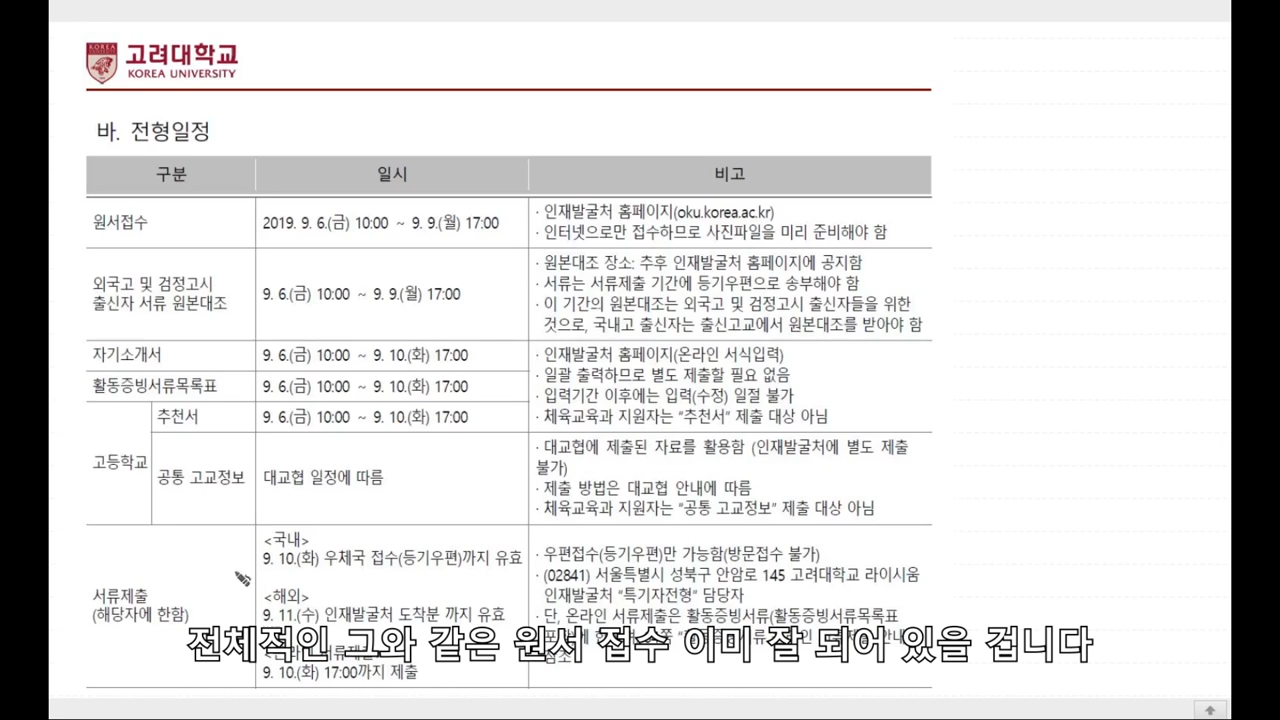 KOREA
고려대학교
KOREA UNIVERSITY
바. 전형일정
구분 일시 비고
원서접수
2019. 9. 6.(금) 10:00 ~ 9. 9.(월) 17:00
· 인재발굴처 홈페이지(oku.korea.ac.kr)
· 인터넷으로만 접수하므로 사진파일을 미리 준비해야 함
외국고 및 검정고시
출신자 서류 원본대조
9. 6.(금) 10:00 ~ 9. 9.(월) 17:00
· 원본대조 장소: 추후 인재발굴처 홈페이지에 공지함
· 서류는 서류제출 기간에 등기우편으로 송부해야 함
· 이 기간의 원본대조는 외국고 및 검정고시 출신자들을 위한
것으로, 국내고 출신자는 출신고교에서 원본대조를 받아야 함
자기소개서
9. 6.(금) 10:00 ~ 9. 10.(화) 17:00
활동증빙서류목록표
9. 6.(금) 10:00 ~ 9. 10.(화) 17:00
고등학교
추천서
9. 6.(금) 10:00 ~ 9. 10.(화) 17:00
· 인재발굴처 홈페이지(온라인 서식입력)
· 일괄 출력하므로 별도 제출할 필요 없음
· 입력기간 이후에는 입력(수정) 일절 불가
· 체육교육과 지원자는 "추천서" 제출 대상 아님
공통 고교정보
대교협 일정에 따름
· 대교협에 제출된 자료를 활용함 (인재발굴처에 별도 제출
불가)
· 제출 방법은 대교협 안내에 따름
· 체육교육과 지원자는 "공통 고교정보" 제출 대상 아님
서류제출
(해당자에 한함)
<국내>
9. 10.(화) 우체국 접수(등기우편)까지 유효
<해외>
9. 11.(수) 인재발굴처 도착분 까지 유효
9. 10.(화) 17:00까지 제출
· 우편접수(등기우편)만 가능함(방문접수 불가)
· (02841) 서울특별시 성북구 안암로 145 고려대학교 라이시움
인재발굴처 "특기자전형" 담당자
· 단, 온라인 서류제출은 활동증빙서류(활동증빙서류목록표
참조
전체적인 그와 같은 원서 접수 이미 잘 되어 있을 겁니다